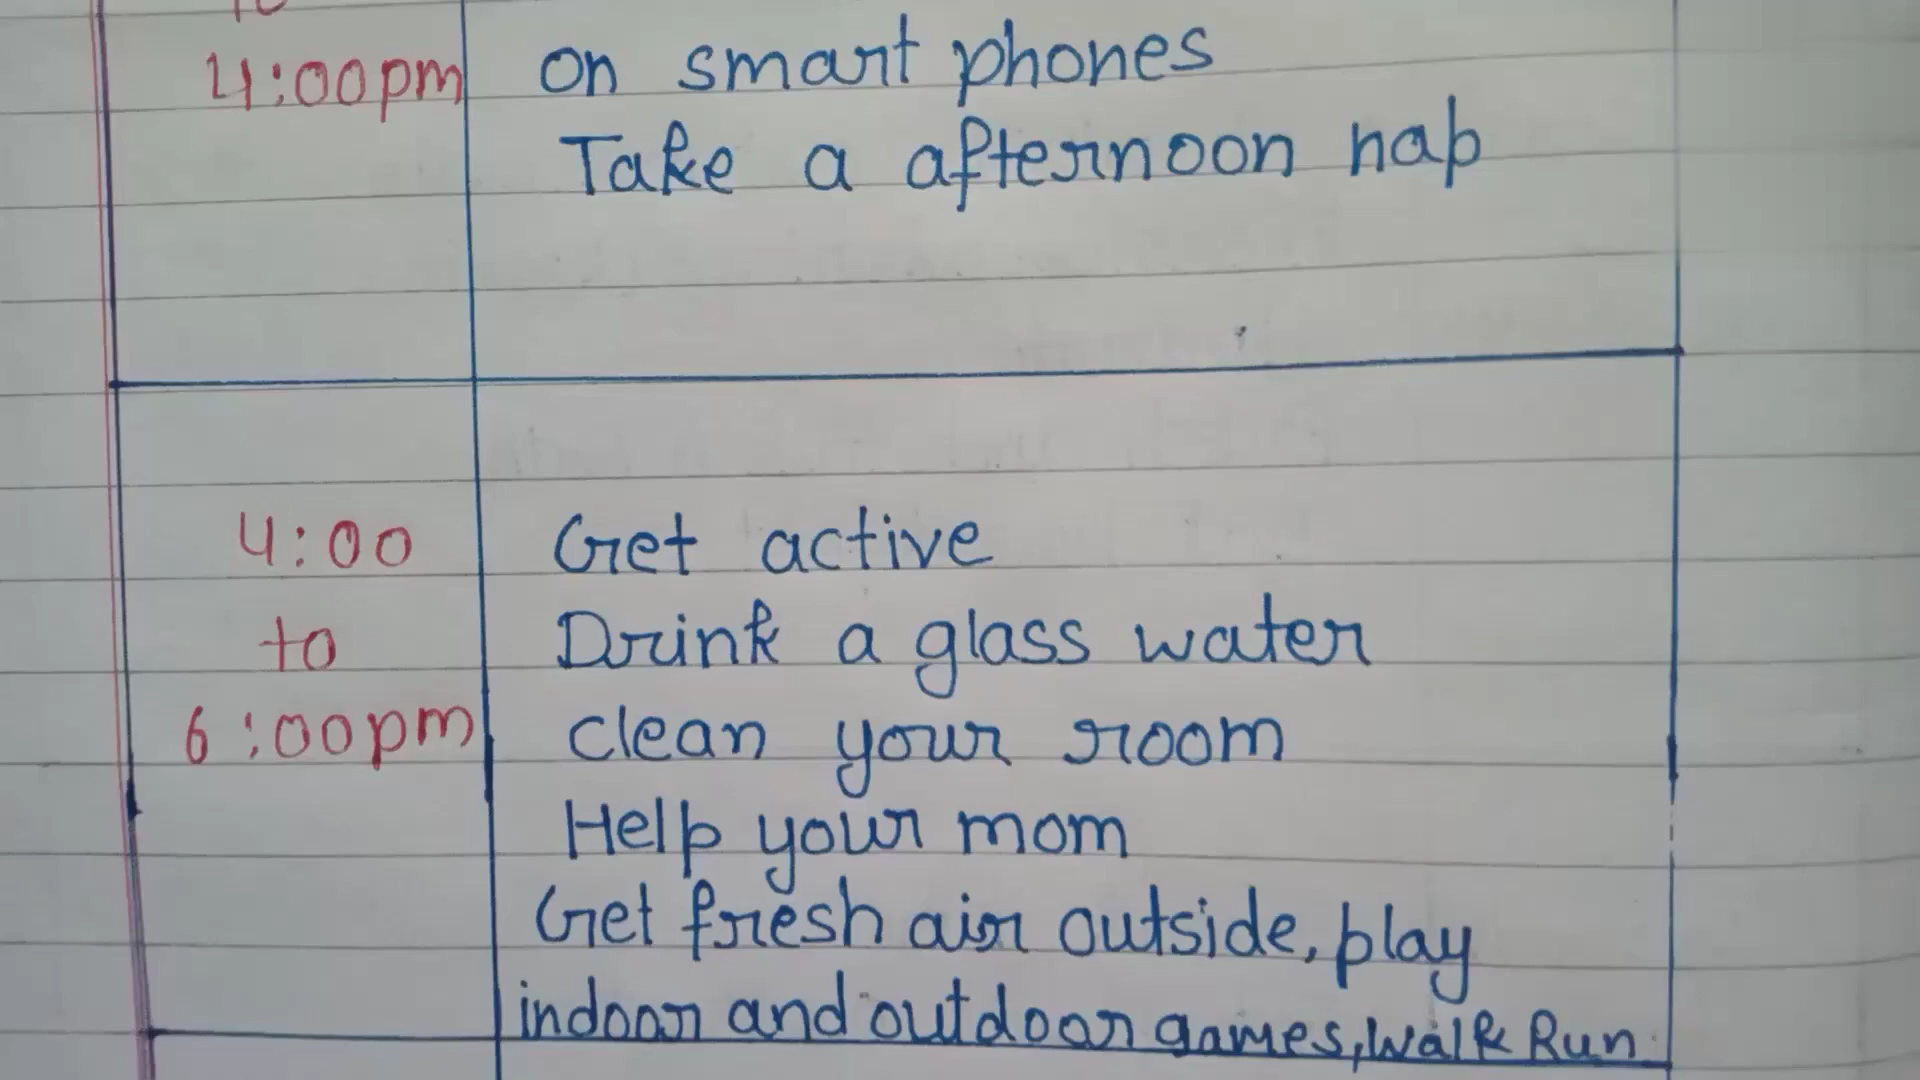 4:00pm on smart phones
Take a afternoon nap
4:00 Get active
to Drink a glass water
6:00pm clean your room
Help your mom
Get fresh air outside, play
indoor and outdoor games, Walk Run